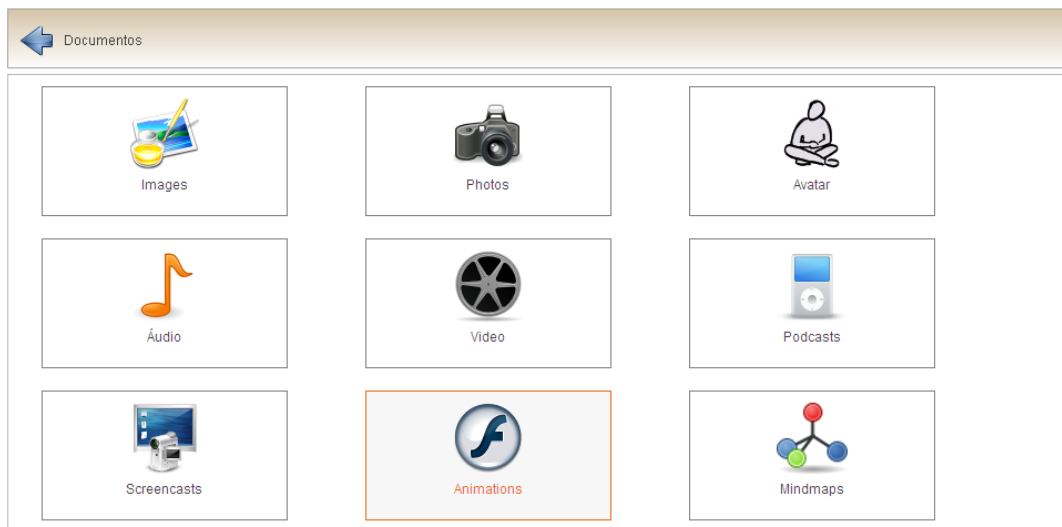 Documentos
Images
Photos
Avatar
Áudio
Video
Podcasts
Screencasts
Animations
Mindmaps